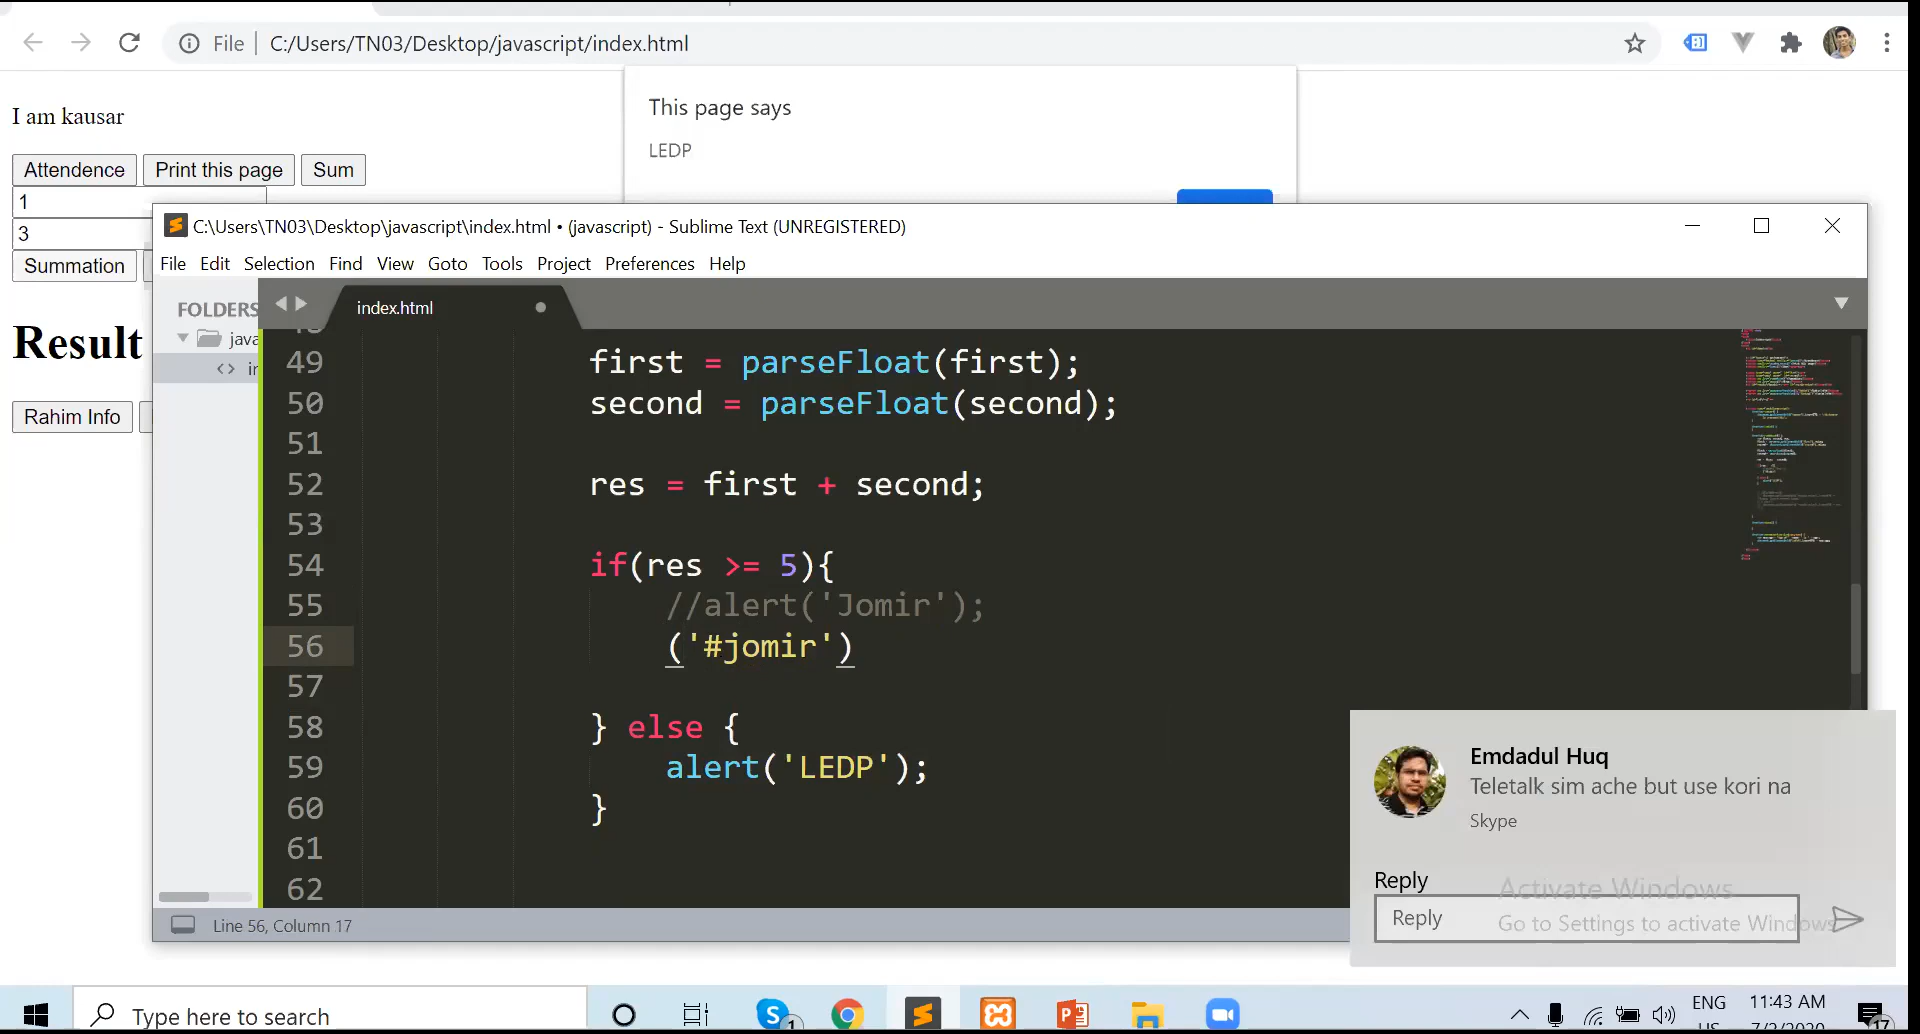 File C:/Users/TN03/Desktop/javascript/index.html
I am kausar
This page says
LEDP
Attendence Print this page Sum
1
3
Summation
Result
Rahim Info
C:\Users\TN03\Desktop\javascript\index.html • (javascript) - Sublime Text (UNREGISTERED)
File Edit Selection Find View Goto Tools Project Preferences Help
FOLDERS
java
in
index.html
49 first = parseFloat(first);
50 second = parseFloat(second);
51
52 res = first + second;
53
54 if(res >= 5){
55 //alert('Jomir');
56 ('#jomir')
57
58 } else {
59 alert('LEDP');
60 }
61
62
Line 56, Column 17
Emdadul Huq
Teletalk sim ache but use kori na
Skype
Reply
Reply
Activate Windows
Go to Settings to activate Windows
Type here to search
ENG
11:43 AM